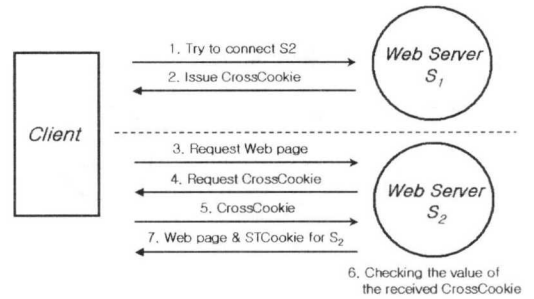 1. Try to connect S2
2. Issue CrossCookie
Web Server
S1
Client
3. Request Web page
4. Request CrossCookie
5. CrossCookie
7. Web page & STCookie for S2
Web Server
S2
6. Checking the value of
the received CrossCookie